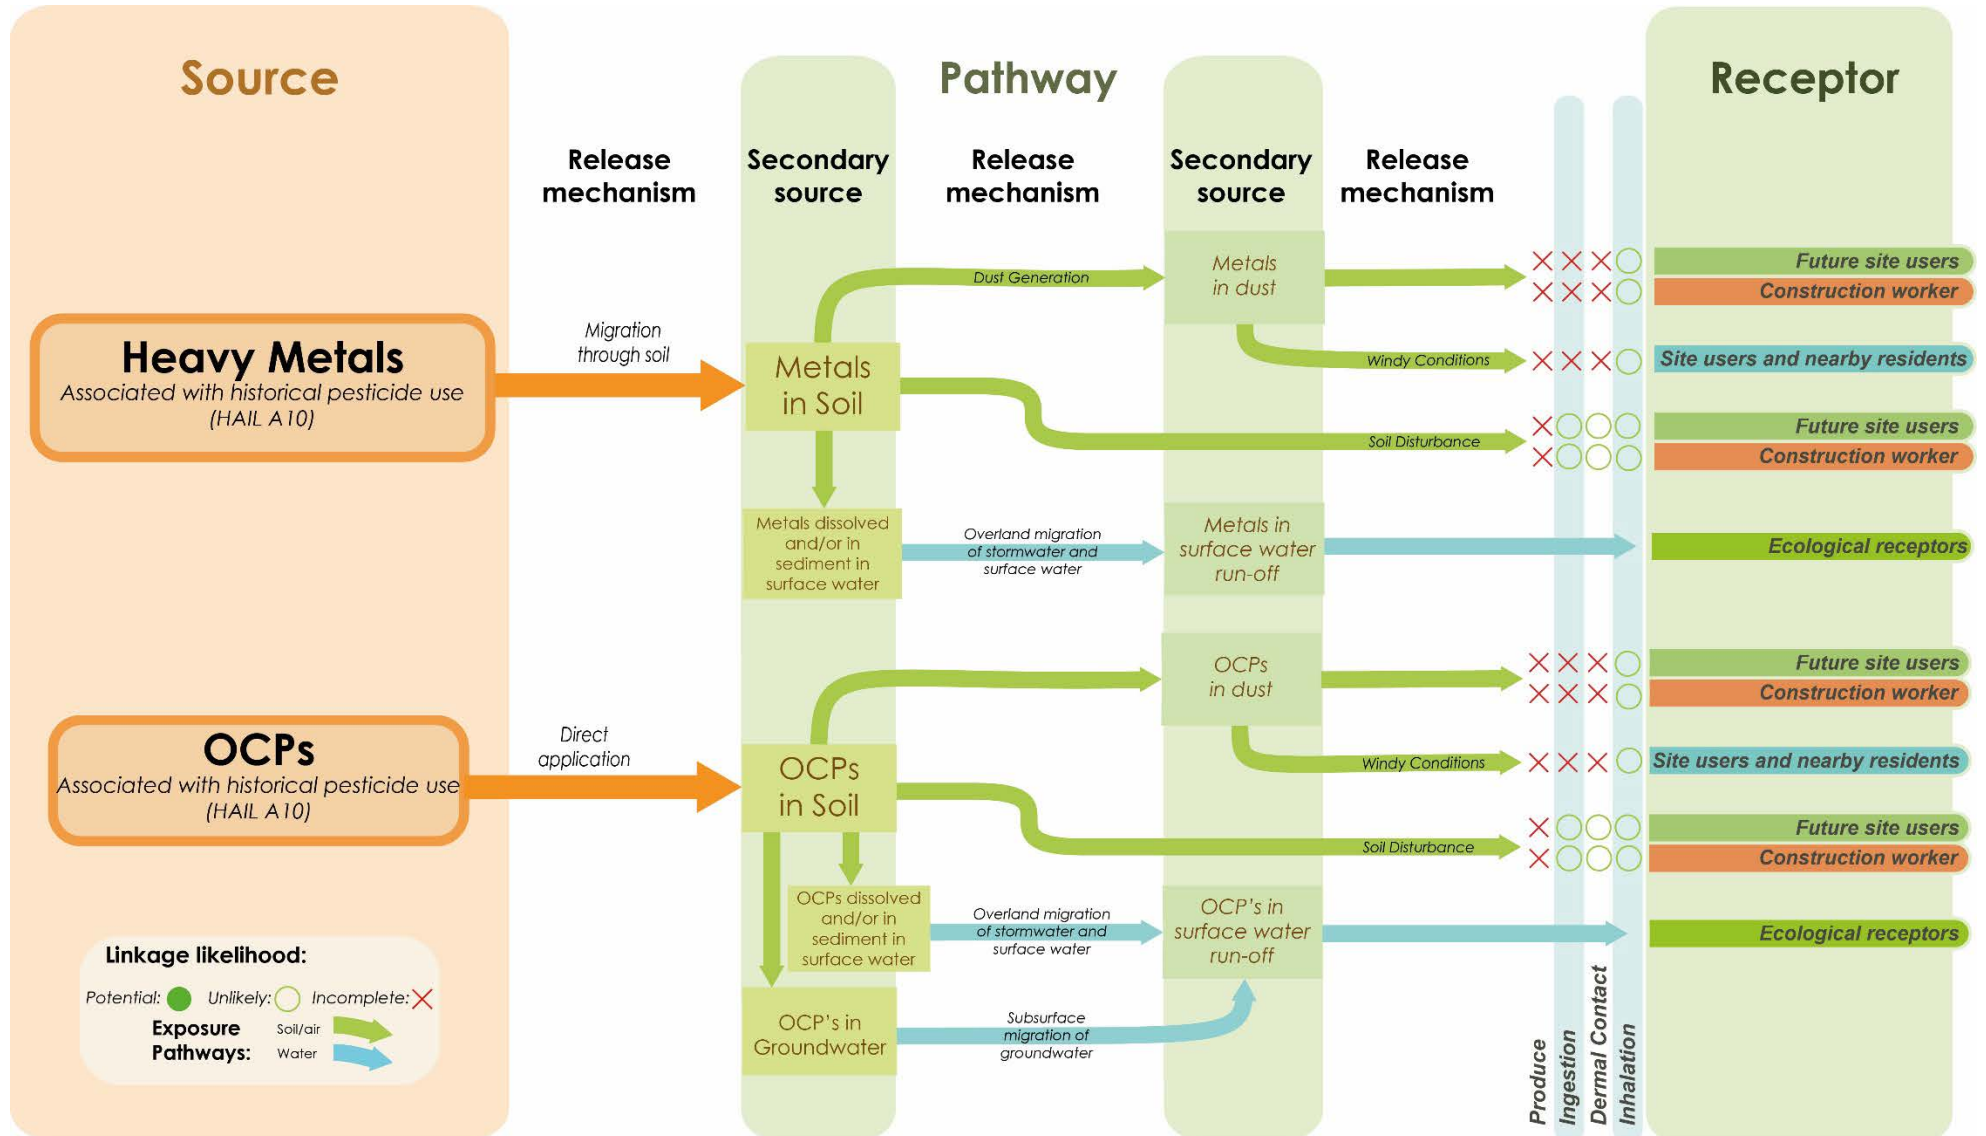 Source
Pathway
Receptor
Release
mechanism
Secondary
source
Release
mechanism
Secondary
source
Release
mechanism
Heavy Metals
Associated with historical pesticide use
(HAIL A10)
Migration
through soil
Metals
in Soil
Dust Generation
Metals
in dust
Future site users
Construction worker
Windy Conditions
Site users and nearby residents
Soil Disturbance
Future site users
Construction worker
Metals dissolved
and/or in
sediment in
surface water
Overland migration
of stormwater and
surface water
Metals in
surface water
run-off
Ecological receptors
OCPs
Associated with historical pesticide use
(HAIL A10)
Direct
application
OCPs
in Soil
OCPs
in dust
Future site users
Construction worker
Windy Conditions
Site users and nearby residents
Soil Disturbance
Future site users
Construction worker
OCPs dissolved
and/or in
sediment in
surface water
Overland migration
of stormwater and
surface water
OCP's in
surface water
run-off
Ecological receptors
OCP's in
Groundwater
Subsurface
migration of
groundwater
Linkage likelihood:
Potential: Unlikely: Incomplete:
Exposure
Pathways:
Soil/air
Water
Produce
Ingestion
Dermal Contact
Inhalation